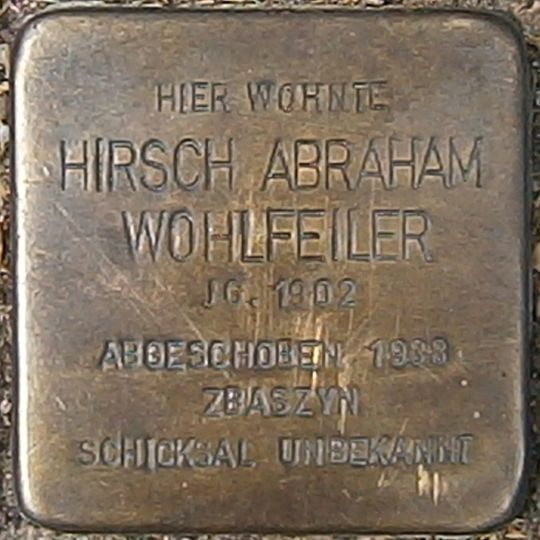 HIER WOHNTE
HIRSCH ABRAHAM
WOHLFEILER
JG. 1902
ABGESCHOBEN 1938
ZBASZYN
SCHICKSAL UNBEKANNT